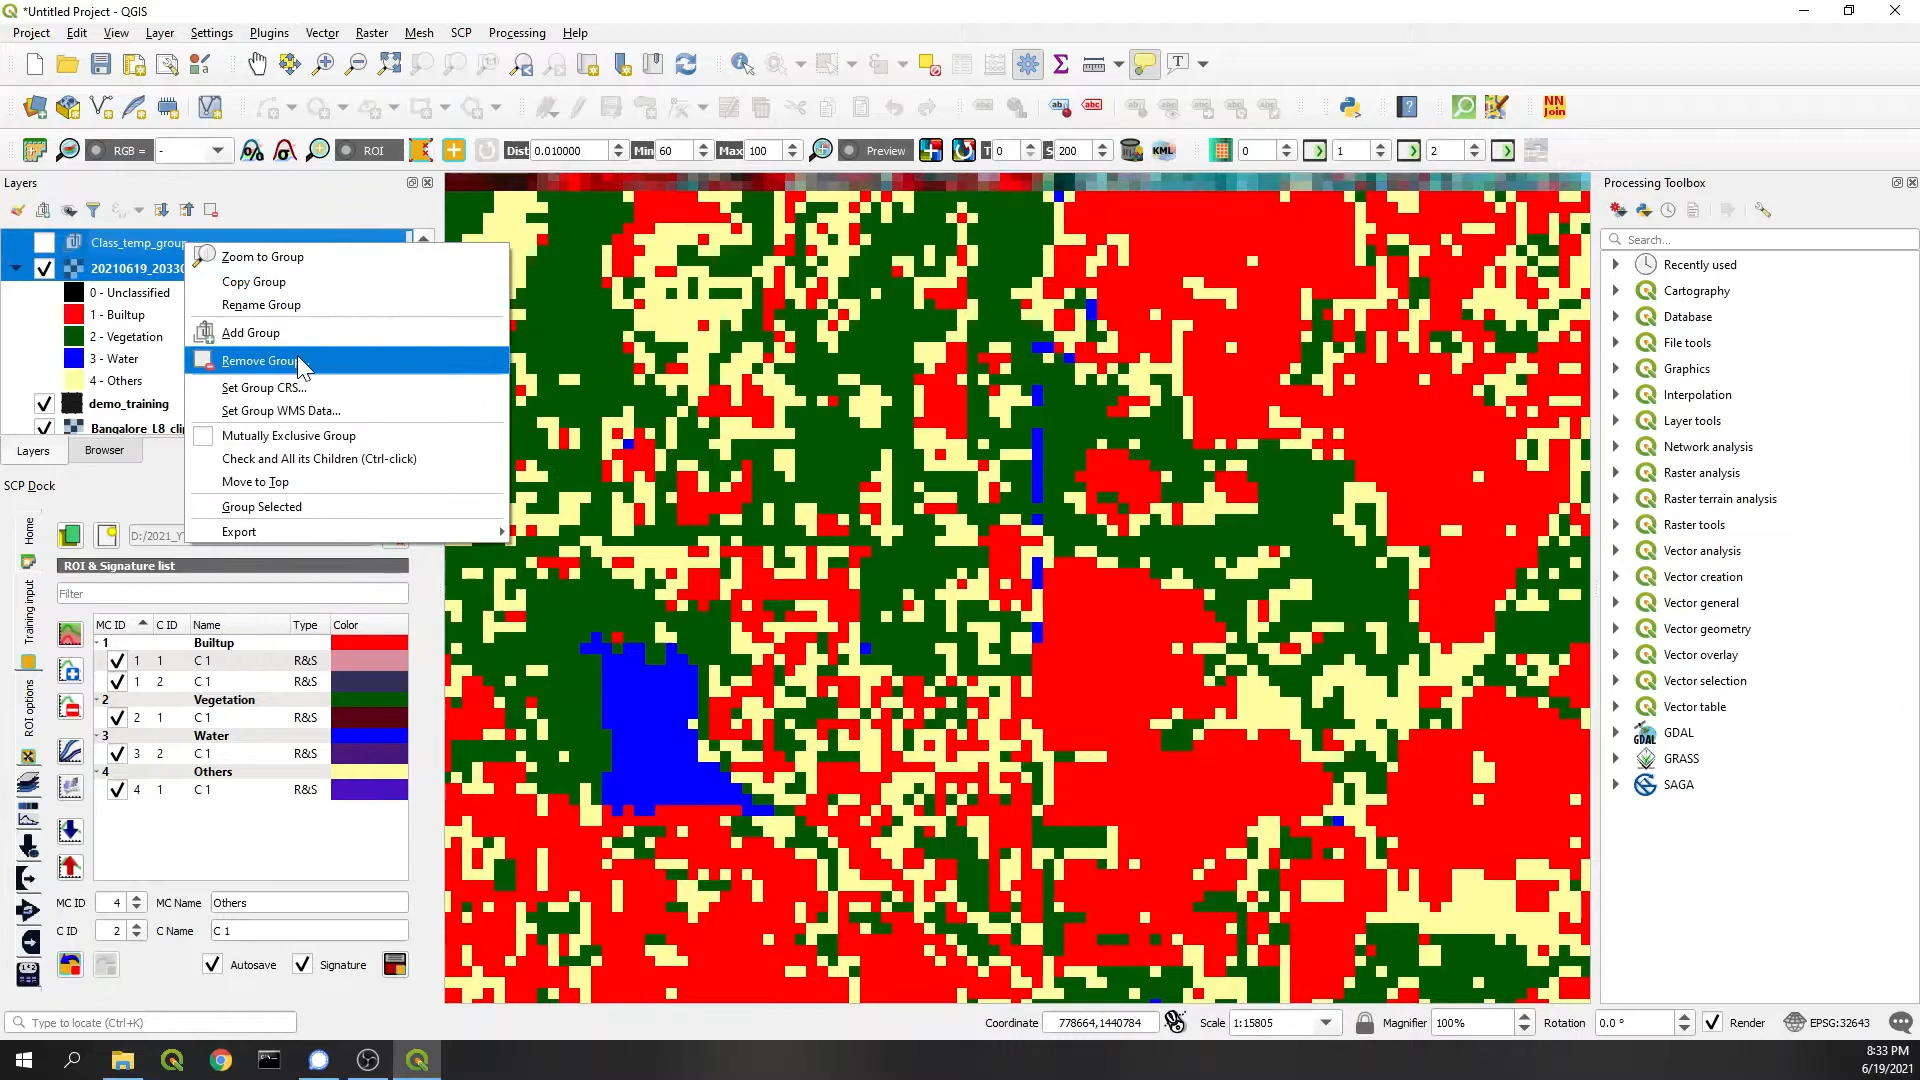 *Untitled Project - QGIS
Project Edit View Layer Settings Plugins Vector Raster Mesh SCP Processing Help
abc abc
NN Join
RGB = - ROI Dist 0.010000 Min 60 Max 100 Preview T 0 S 200 KML 0 1 2
Layers
Processing Toolbox
Search...
Class_temp_group
20210619_20330
0 - Unclassified
1 - Builtup
2 - Vegetation
3 - Water
4 - Others
demo_training
Bangalore_L8_clip
Layers Browser
Zoom to Group
Copy Group
Rename Group
Add Group
Remove Group...
Set Group CRS...
Set Group WMS Data...
Mutually Exclusive Group
Check and All its Children (Ctrl-click)
Move to Top
Group Selected
Export
Recently used
Cartography
Database
File tools
Graphics
Interpolation
Layer tools
Network analysis
Raster analysis
Raster terrain analysis
Raster tools
Vector analysis
Vector creation
Vector general
Vector geometry
Vector overlay
Vector selection
Vector table
GDAL GDAL
GRASS
SAGA
SCP Dock
Home
Training input
ROI options
D:/2021_Y
ROI & Signature list
Filter
MC ID C ID Name Type Color
1 Builtup
1 1 C 1 R&S
1 2 C 1 R&S
2 Vegetation
2 1 C 1 R&S
3 Water
3 2 C 1 R&S
4 Others
4 1 C 1 R&S
MC ID 4 MC Name Others
C ID 2 C Name C 1
Autosave Signature
Type to locate (Ctrl+K) Coordinate 778664,1440784 Scale 1:15805 Magnifier 100% Rotation 0.0 ° Render EPSG:32643
8:33 PM
6/19/2021